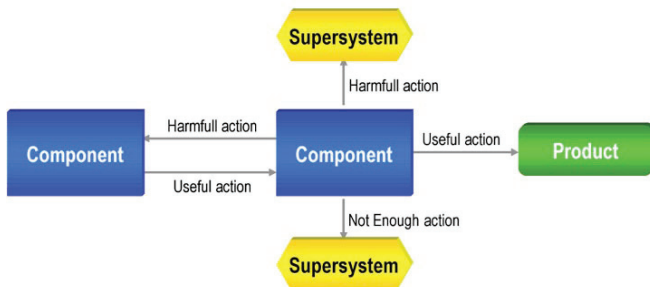 Supersystem
Harmfull action
Harmfull action
Component
Component
Useful action
Product
Useful action
Not Enough action
Supersystem